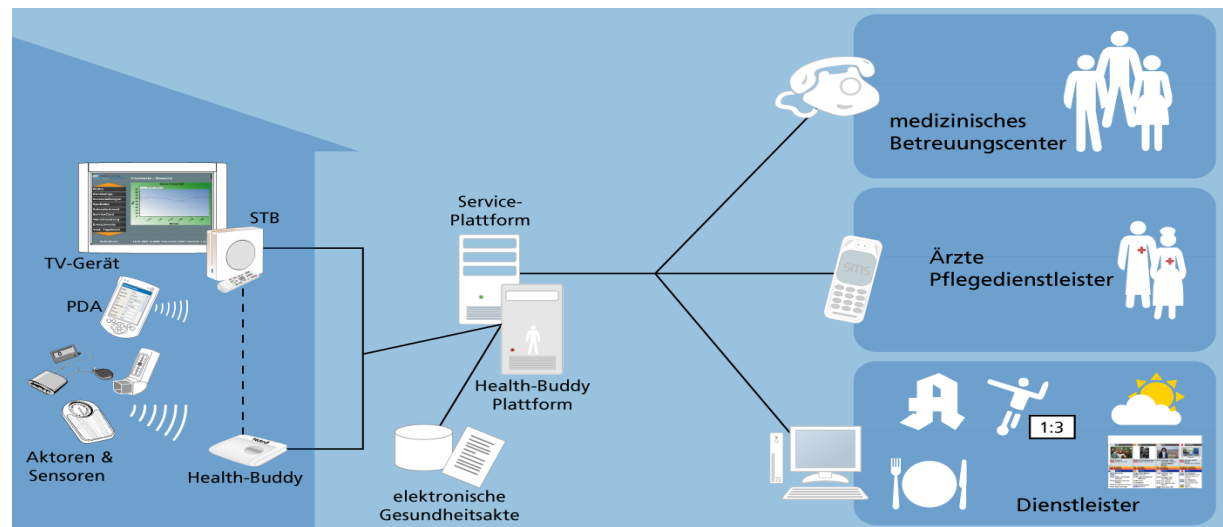 medizinisches
Betreuungscenter
Service-
Plattform
STB
TV-Gerät
sms
Ärzte
Pflegedienstleister
PDA
Health-Buddy
Plattform
1:3
Aktoren &
Sensoren
Health-Buddy
elektronische
Gesundheitsakte
Dienstleister